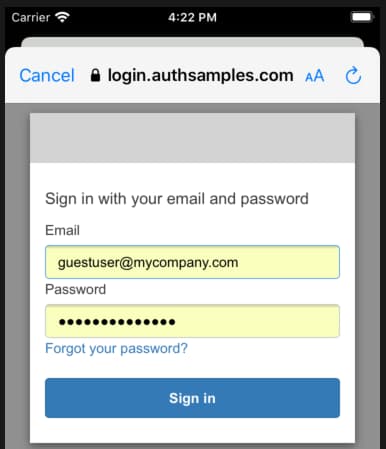 Carrier 4:22 PM
Cancel login.authsamples.com AA
Sign in with your email and password
Email
guestuser@mycompany.com
Password
••••••••••••••
Forgot your password?
Sign in